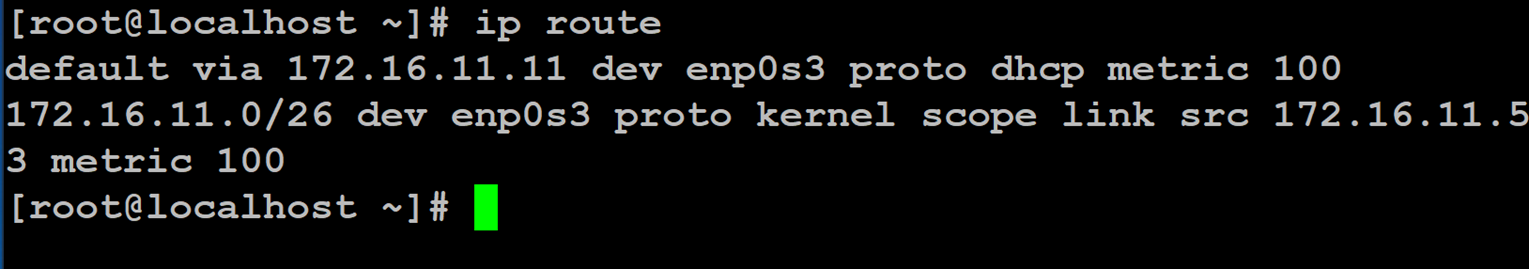 [root@localhost ~]# ip route
default via 172.16.11.11 dev enp0s3 proto dhcp metric 100
172.16.11.0/26 dev enp0s3 proto kernel scope link src 172.16.11.5
3 metric 100
[root@localhost ~]#